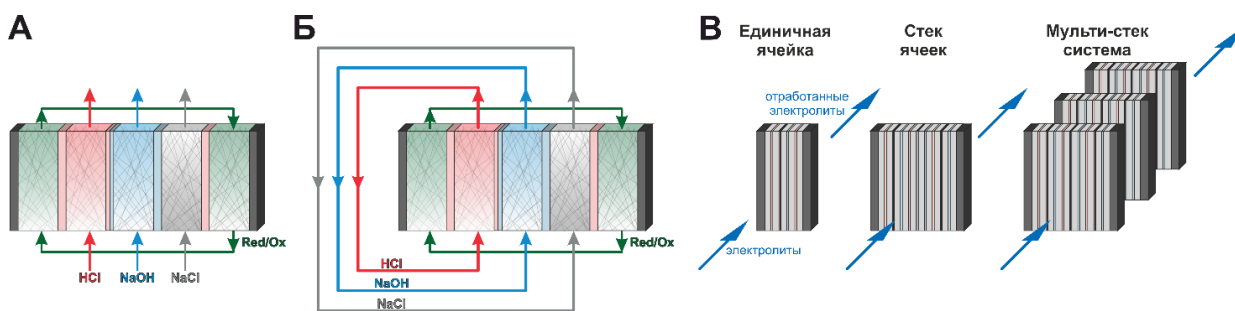 А
Red/Ox
HCl
NaOH
NaCl
Б
Red/Ox
HCl
NaOH
NaCl
В
Единичная
ячейка
Стек
ячеек
Мульти-стек
система
отработанные
электролиты
электролиты